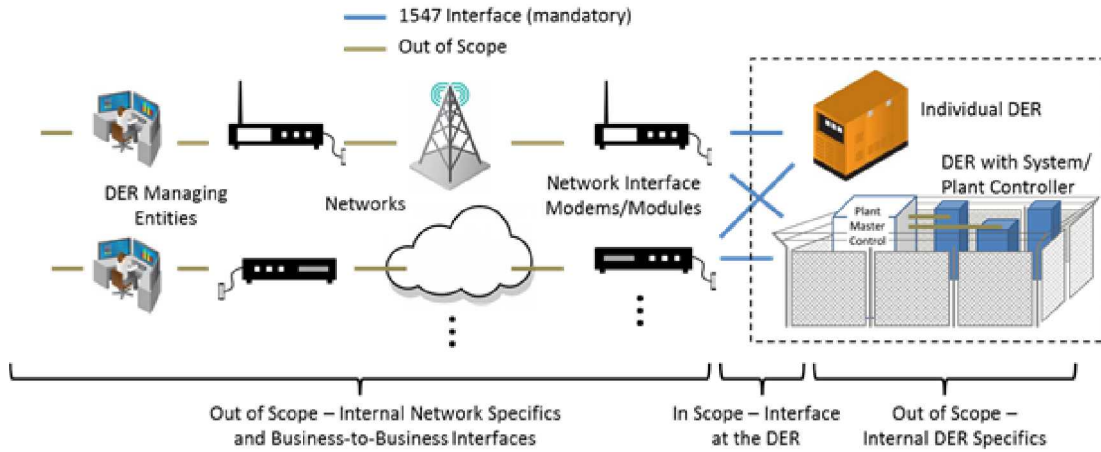 1547 Interface (mandatory)
Out of Scope
Individual DER
DER with System/
Plant Controller
DER Managing
Entities
Networks
Network Interface
Modems/Modules
Plant
Master
Control
Out of Scope – Internal Network Specifics
and Business-to-Business Interfaces
In Scope – Interface
at the DER
Out of Scope –
Internal DER Specifics